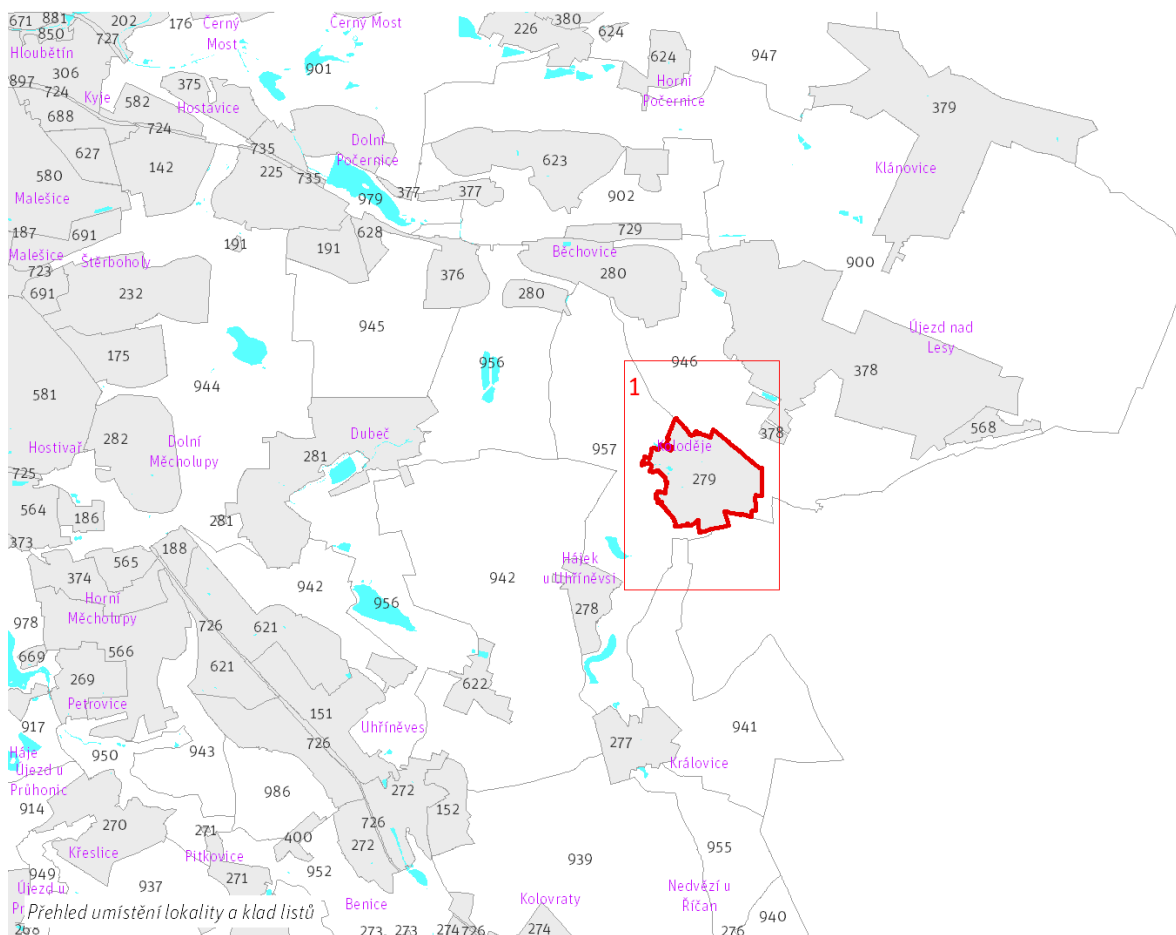 671
881
202
176
Černý
Most
Černý Most
226
380
624
850
727
Hloubětín
901
624
947
306
897
724
Kyje
582
375
Hostavice
Horní
Počernice
379
688
724
627
142
735
225
735
Dolní
Počernice
979
377
377
623
902
Klánovice
580
Malešice
187
691
Malešice
723
Štěrboholy
191
191
628
729
Běchovice
900
691
232
376
280
280
175
945
956
946
Újezd nad
Lesy
378
581
944
1
282
Hostivař
Dolní
Měcholupy
Dubeč
281
957
378
568
279
725
564
186
281
373
188
565
374
Horní
Měcholupy
942
942
956
Hájek
u Uhříněvsi
278
978
726
621
566
669
621
269
Petrovice
622
151
917
Uhříněves
726
277
941
Háje
950
943
Královice
Újezd u
Průhonic
914
986
272
152
270
271
400
726
272
Křeslice
Pitkovice
939
955
949
952
271
937
Újezd u
Nedvězí u
Říčan
Kolovraty
Benice
940
Přehled umístění lokality a klad listů
273
273
274
726
274
276